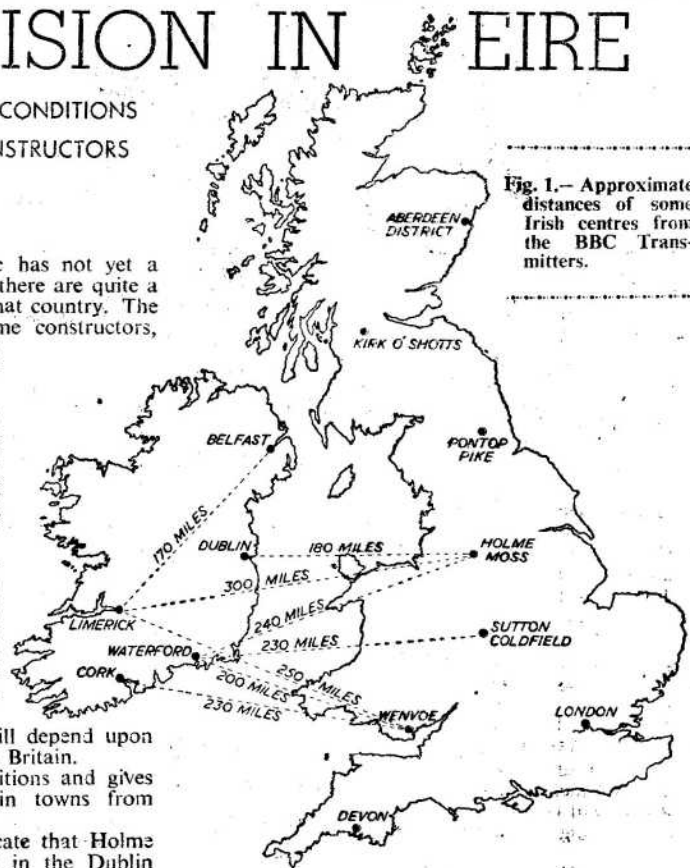 ISION IN EIRE
CONDITIONS
NSTRUCTORS
Fig. 1.— Approximate
distances of some
Irish centres from
the BBC Trans-
mitters.
e has not yet a
there are quite a
hat country. The
me constructors,
ABERDEEN
DISTRICT
KIRK O' SHOTTS
BELFAST
PONTOP
PIKE
170 MILES
DUBLIN
180 MILES
HOLME
MOSS
300 MILES
LIMERICK
240 MILES
SUTTON
COLDFIELD
WATERFORD
230 MILES
CORK
250 MILES
200 MILES
230 MILES
WENVOE
LONDON
DEVON
ill depend upon
Britain.
itions and gives
in towns from
cate that Holme
in the Dublin